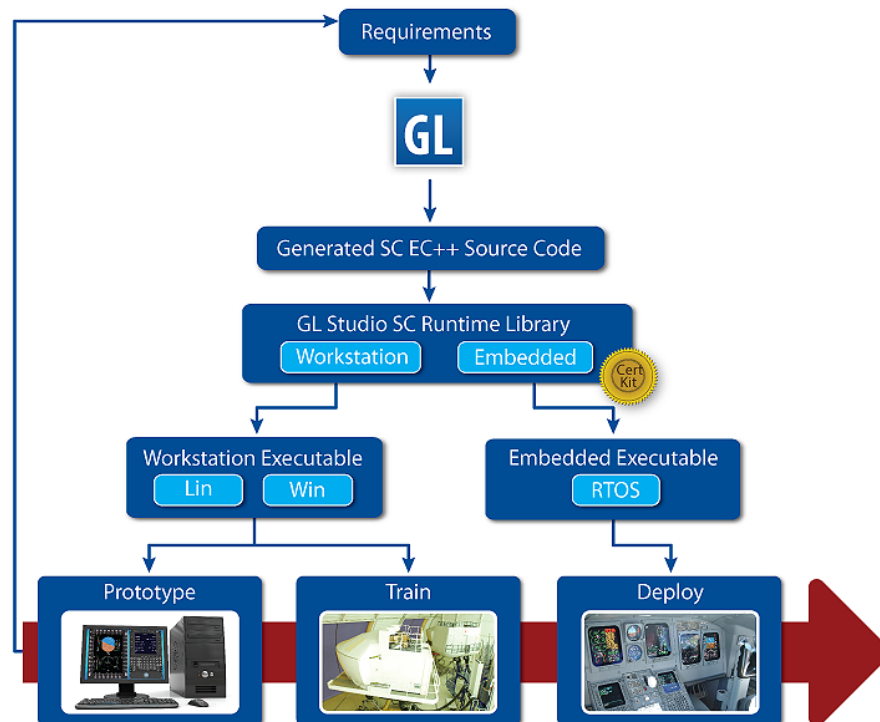 Requirements
GL
Generated SC EC++ Source Code
GL Studio SC Runtime Library
Workstation
Embedded
Cert
Kit
Workstation Executable
Lin
Win
Embedded Executable
RTOS
Prototype
Train
Deploy